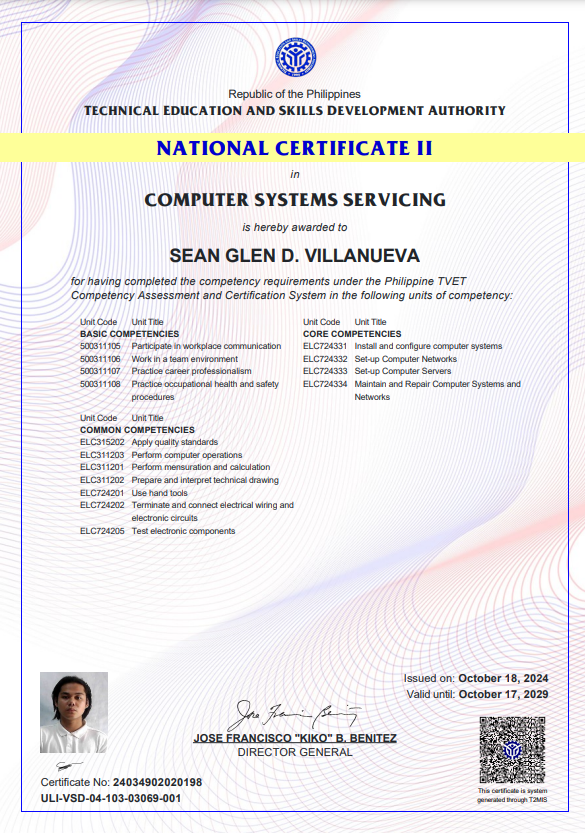 Republic of the Philippines
TECHNICAL EDUCATION AND SKILLS DEVELOPMENT AUTHORITY
NATIONAL CERTIFICATE II
in
COMPUTER SYSTEMS SERVICING
is hereby awarded to
SEAN GLEN D. VILLANUEVA
for having completed the competency requirements under the Philippine TVET
Competency Assessment and Certification System in the following units of competency:
Unit Code Unit Title
BASIC COMPETENCIES
500311105 Participate in workplace communication
500311106 Work in a team environment
500311107 Practice career professionalism
500311108 Practice occupational health and safety
procedures
Unit Code Unit Title
CORE COMPETENCIES
ELC724331 Install and configure computer systems
ELC724332 Set-up Computer Networks
ELC724333 Set-up Computer Servers
ELC724334 Maintain and Repair Computer Systems and
Networks
Unit Code Unit Title
COMMON COMPETENCIES
ELC315202 Apply quality standards
ELC311203 Perform computer operations
ELC311201 Perform mensuration and calculation
ELC311202 Prepare and interpret technical drawing
ELC724201 Use hand tools
ELC724202 Terminate and connect electrical wiring and
electronic circuits
ELC724205 Test electronic components
Issued on: October 18, 2024
Valid until: October 17, 2029
JOSE FRANCISCO "KIKO" B. BENITEZ
DIRECTOR GENERAL
Certificate No: 24034902020198
ULI-VSD-04-103-03069-001
This certificate is system
generated through T2MIS